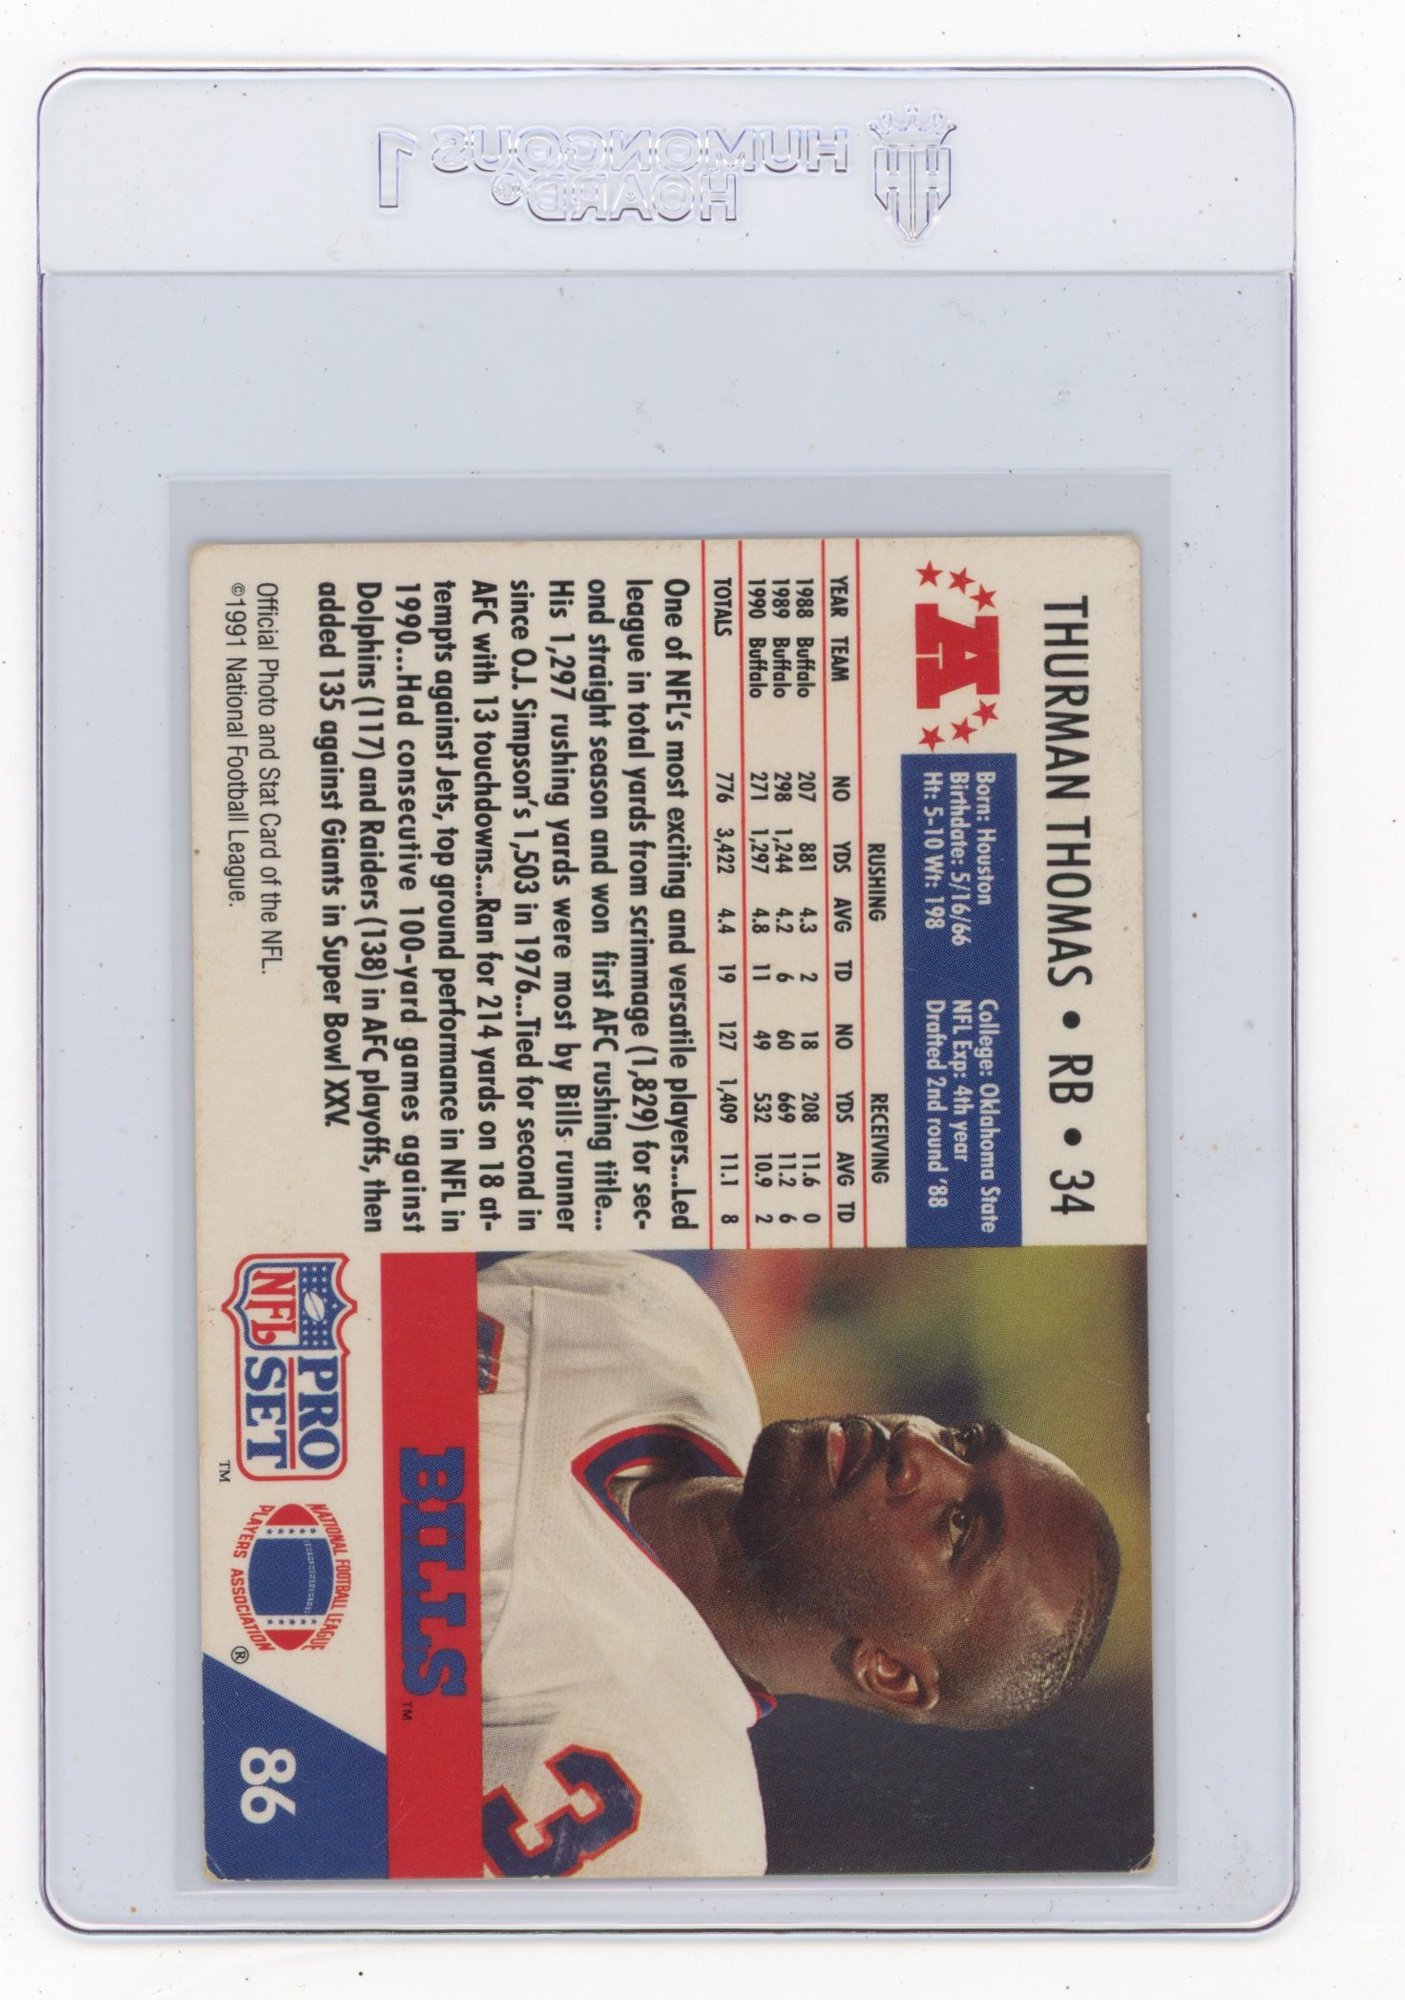 HUMONGOUS 1
HOARD®
THURMAN THOMAS • RB • 34
A
Born: Houston
Birthdate: 5/16/66
Ht: 5-10 Wt: 198
College: Oklahoma State
NFL Exp: 4th year
Drafted 2nd round '88
RUSHING RECEIVING
YEAR TEAM NO YDS AVG TD NO YDS AVG TD
1988 Buffalo 207 881 4.3 2 18 208 11.6 0
1989 Buffalo 298 1,244 4.2 6 60 669 11.2 6
1990 Buffalo 271 1,297 4.8 11 49 532 10.9 2
TOTALS 776 3,422 4.4 19 127 1,409 11.1 8
One of NFL's most exciting and versatile players...Led
league in total yards from scrimmage (1,829) for sec-
ond straight season and won first AFC rushing title...
His 1,297 rushing yards were most by Bills runner
since O.J. Simpson's 1,503 in 1976...Tied for second in
AFC with 13 touchdowns...Ran for 214 yards on 18 at-
tempts against Jets, top ground performance in NFL in
1990...Had consecutive 100-yard games against
Dolphins (117) and Raiders (138) in AFC playoffs, then
added 135 against Giants in Super Bowl XXV.
Official Photo and Stat Card of the NFL.
©1991 National Football League.
3
BILLS™
NFL
PRO
SET™
NATIONAL FOOTBALL LEAGUE
PLAYERS ASSOCIATION®
86